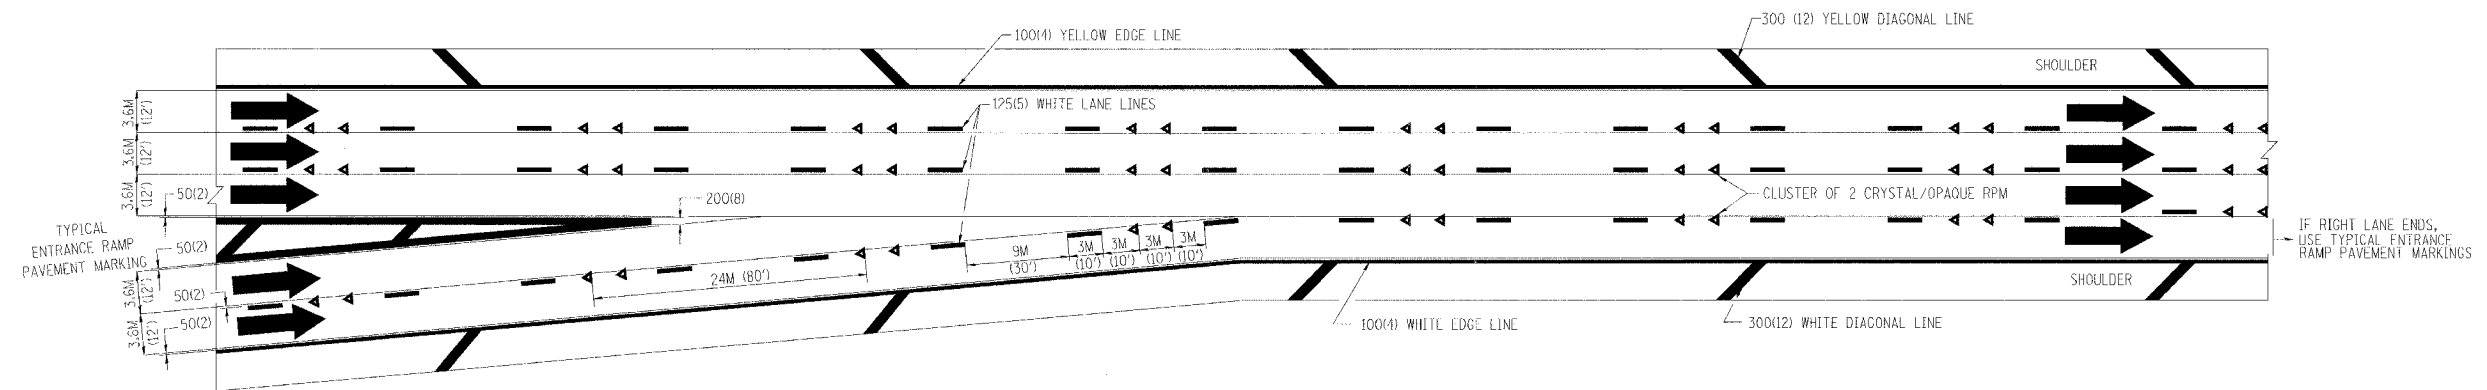 300 (12) YELLOW DIAGONAL LINE
100(4) YELLOW EDGE LINE
SHOULDER
3.6M
(12')
125(5) WHITE LANE LINES
3.6M
(12')
3.6M
(12')
50(2)
200(8)
CLUSTER OF 2 CRYSTAL/OPAQUE RPM
TYPICAL
ENTRANCE RAMP
PAVEMENT MARKING
50(2)
IF RIGHT LANE ENDS,
USE TYPICAL ENTRANCE
RAMP PAVEMENT MARKINGS
9M
(30')
3M
(10')
3M
(10')
3M
(10')
3M
(10')
24M (80')
SHOULDER
3.6M
(12')
50(2)
3.6M
(12')
50(2)
100(4) WHITE EDGE LINE
300(12) WHITE DIAGONAL LINE